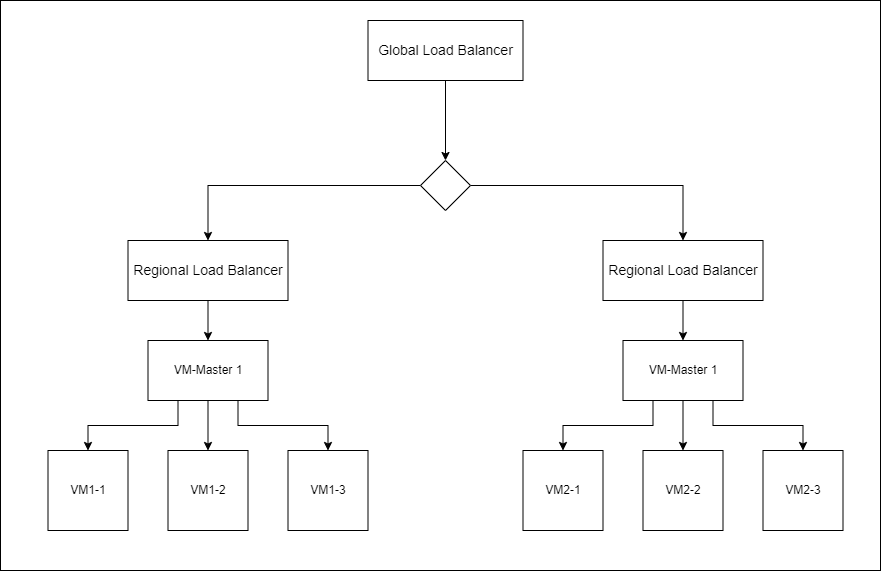 Global Load Balancer
Regional Load Balancer
Regional Load Balancer
VM-Master 1
VM-Master 1
VM1-1
VM1-2
VM1-3
VM2-1
VM2-2
VM2-3